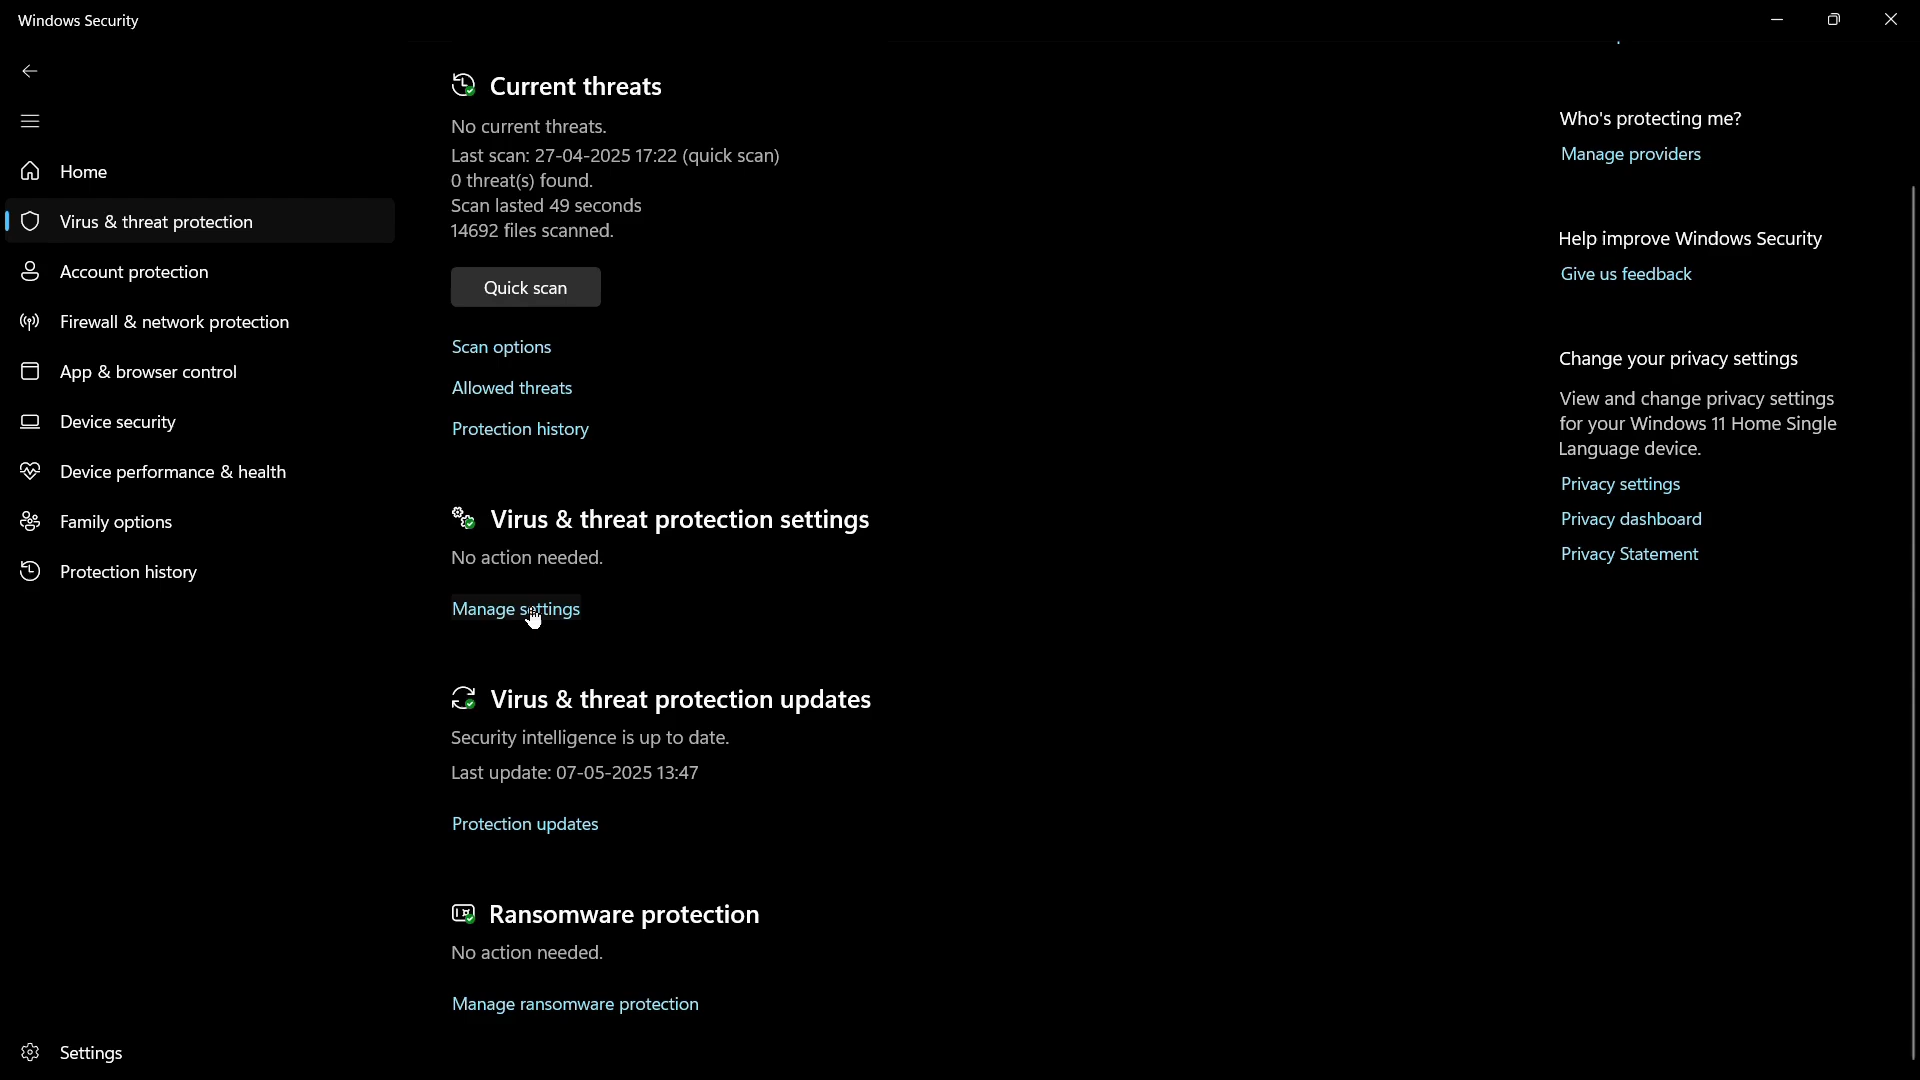 Windows Security
Home
Virus & threat protection
Account protection
Firewall & network protection
App & browser control
Device security
Device performance & health
Family options
Protection history
Settings
Current threats
No current threats.
Last scan: 27-04-2025 17:22 (quick scan)
0 threat(s) found.
Scan lasted 49 seconds
14692 files scanned.
Quick scan
Scan options
Allowed threats
Protection history
Virus & threat protection settings
No action needed.
Manage settings
Virus & threat protection updates
Security intelligence is up to date.
Last update: 07-05-2025 13:47
Protection updates
Ransomware protection
No action needed.
Manage ransomware protection
Who's protecting me?
Manage providers
Help improve Windows Security
Give us feedback
Change your privacy settings
View and change privacy settings
for your Windows 11 Home Single
Language device.
Privacy settings
Privacy dashboard
Privacy Statement